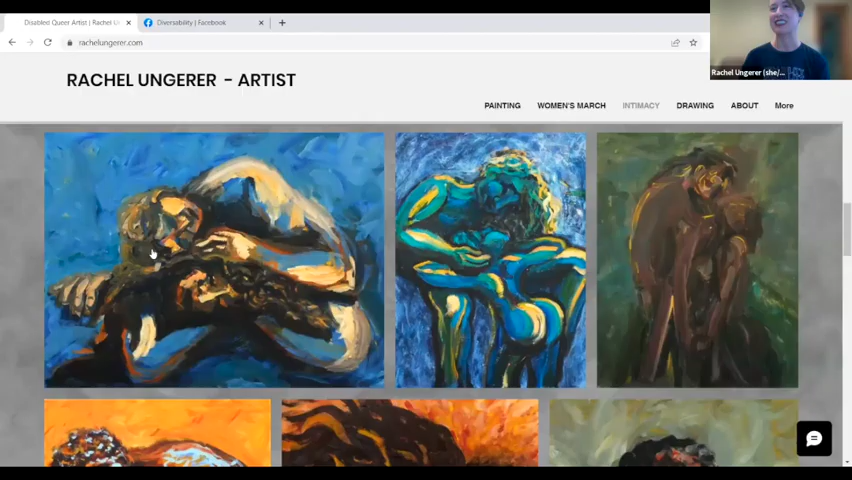 Disabled Queer Artist | Rachel Un
Diversability | Facebook
rachelungerer.com
Rachel Ungerer (she/...
RACHEL UNGERER - ARTIST
PAINTING WOMEN'S MARCH INTIMACY DRAWING ABOUT More